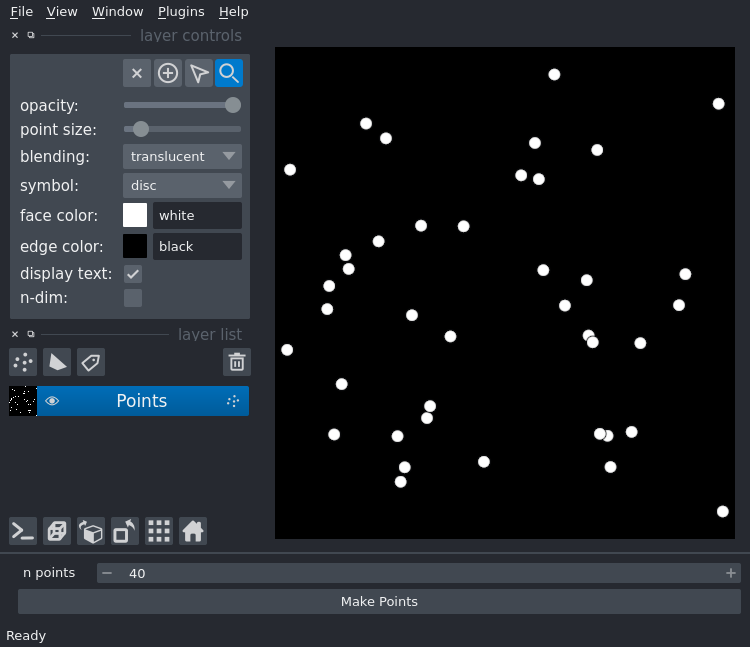 File View Window Plugins Help
layer controls
opacity:
point size:
blending: translucent
symbol: disc
face color: white
edge color: black
display text:
n-dim:
layer list
Points
n points 40
Make Points
Ready